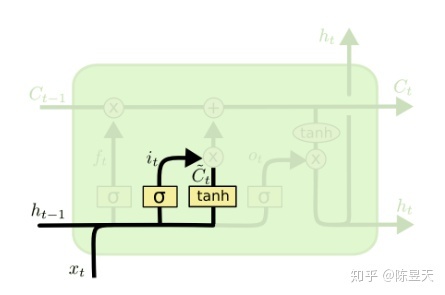 h_t
C_{t-1} x + C_t
tanh
f_t i_t x o_t x
C̃_t
σ σ tanh σ
h_{t-1} h_t
x_t
知乎 @陈昱天